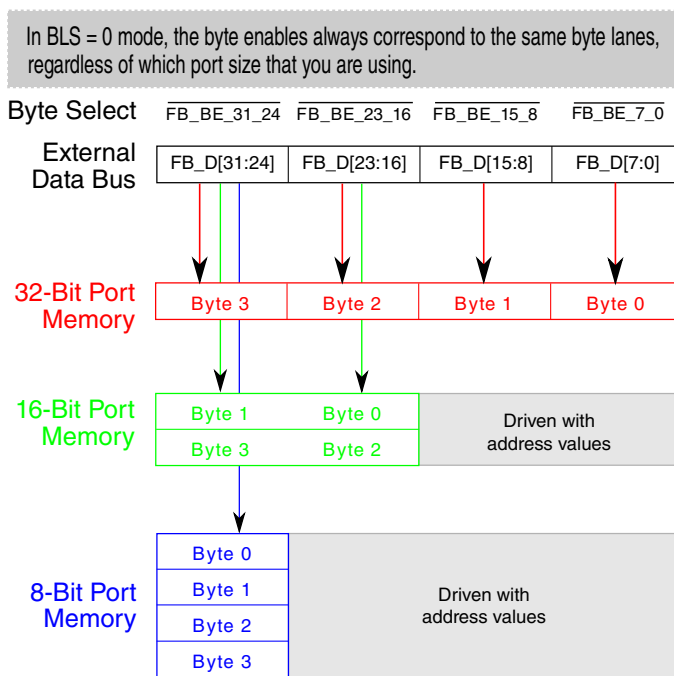 In BLS = 0 mode, the byte enables always correspond to the same byte lanes,
regardless of which port size that you are using.
Byte Select FB_BE_31_24 FB_BE_23_16 FB_BE_15_8 FB_BE_7_0
External
Data Bus
FB_D[31:24] FB_D[23:16] FB_D[15:8] FB_D[7:0]
32-Bit Port
Memory
Byte 3 Byte 2 Byte 1 Byte 0
16-Bit Port
Memory
Byte 1 Byte 0
Byte 3 Byte 2
Driven with
address values
8-Bit Port
Memory
Byte 0
Byte 1
Byte 2
Byte 3
Driven with
address values